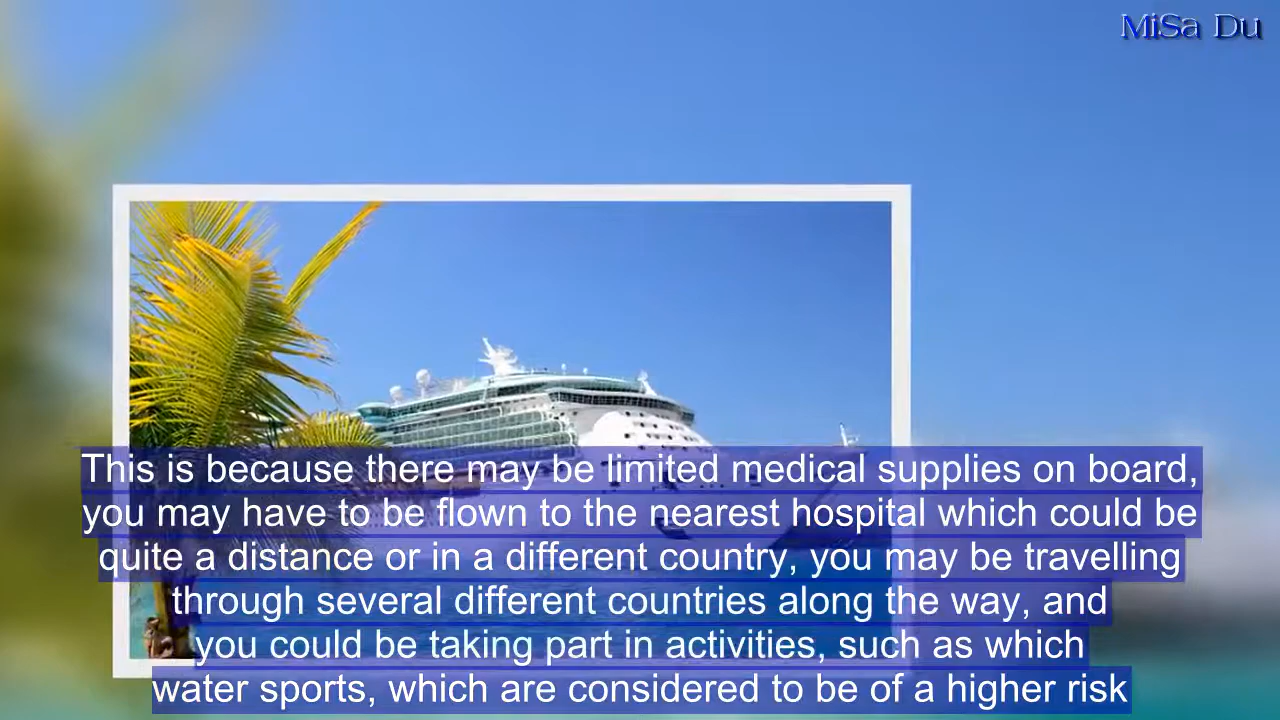 MiSa Du
This is because there may be limited medical supplies on board,
you may have to be flown to the nearest hospital which could be
quite a distance or in a different country, you may be travelling
through several different countries along the way, and
you could be taking part in activities, such as which
water sports, which are considered to be of a higher risk